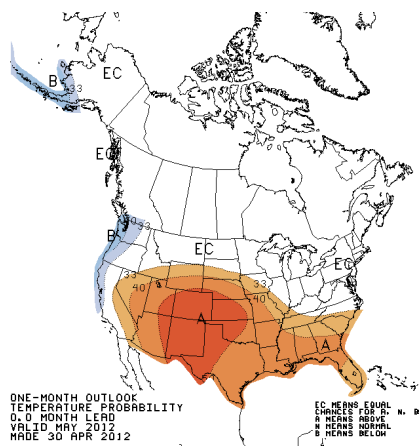 B
EC
33
EC
40
33
B
EC
EC
33
33
40
40
A
A
ONE-MONTH OUTLOOK
TEMPERATURE PROBABILITY
0.0 MONTH LEAD
VALID MAY 2012
MADE 30 APR 2012
EC MEANS EQUAL
CHANCES FOR A, N, B
A MEANS ABOVE
N MEANS NORMAL
B MEANS BELOW